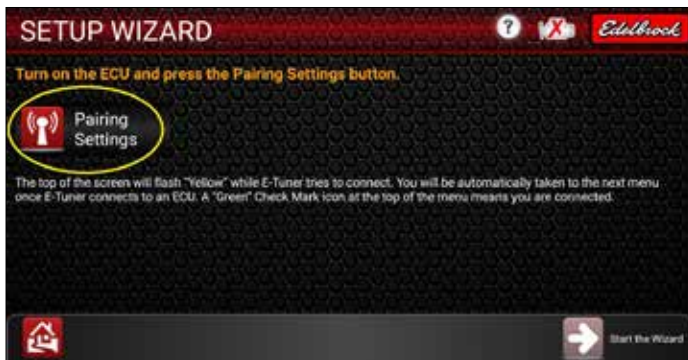 SETUP WIZARD
?
Edelbrock
Turn on the ECU and press the Pairing Settings button.
Pairing
Settings
The top of the screen will flash "Yellow" while E-Tuner tries to connect. You will be automatically taken to the next menu
once E-Tuner connects to an ECU. A "Green" Check Mark icon at the top of the menu means you are connected.
Start the Wizard